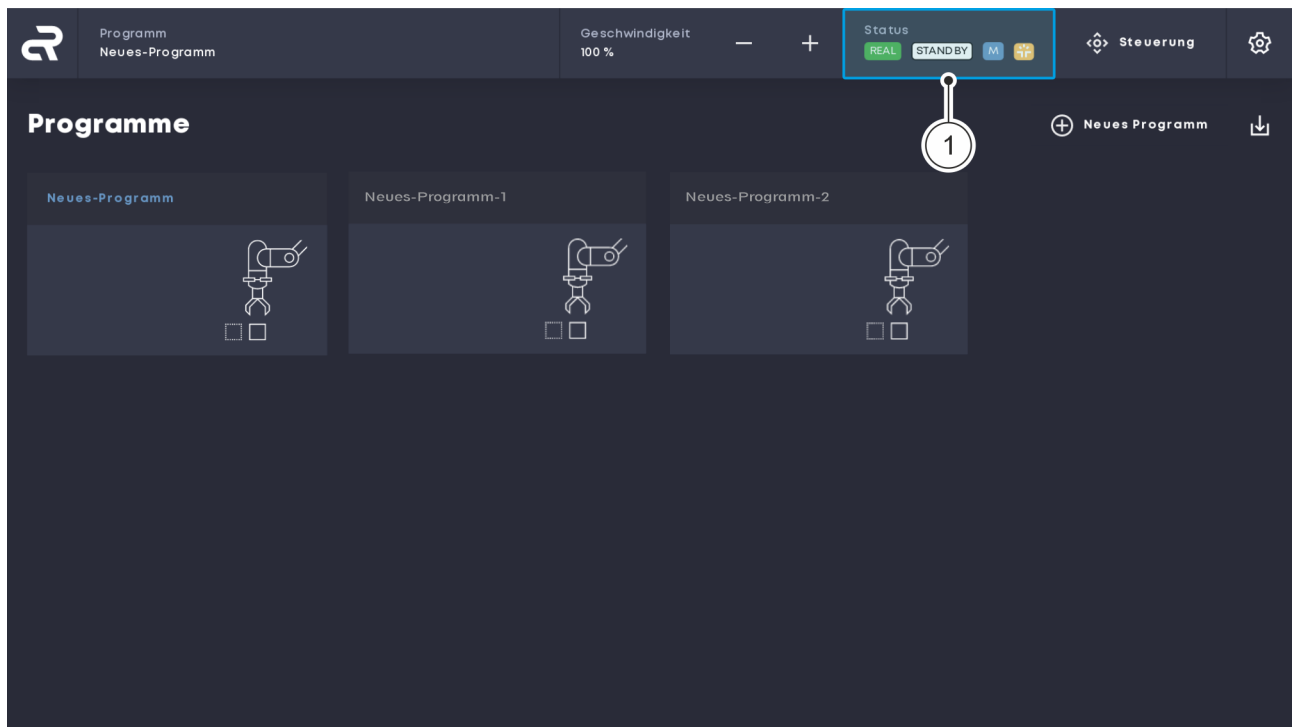 Programm
Neues-Programm
Geschwindigkeit
100 %
Status
REAL STANDBY M
Steuerung
Programme
1
Neues Programm
Neues-Programm
Neues-Programm-1
Neues-Programm-2